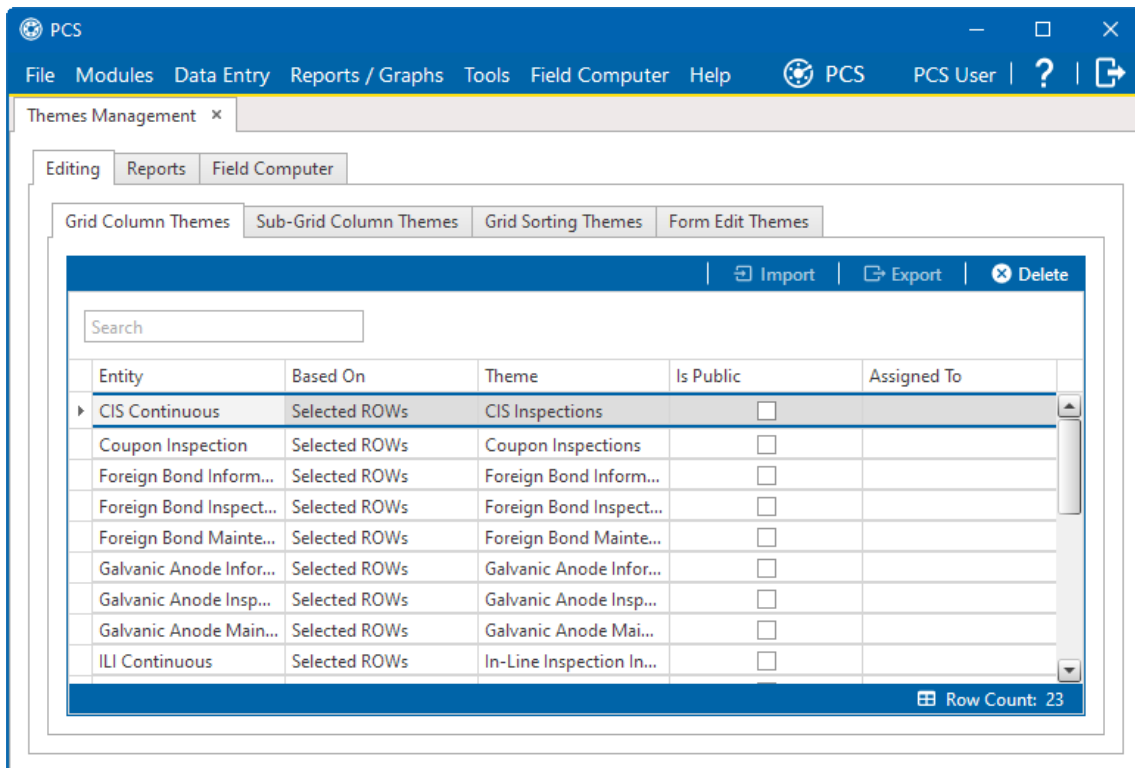 PCS
File Modules Data Entry Reports / Graphs Tools Field Computer Help PCS PCS User | ? |
Themes Management ×
Editing Reports Field Computer
Grid Column Themes Sub-Grid Column Themes Grid Sorting Themes Form Edit Themes
Import Export Delete
Search
Entity Based On Theme Is Public Assigned To
CIS Continuous Selected ROWs CIS Inspections
Coupon Inspection Selected ROWs Coupon Inspections
Foreign Bond Inform... Selected ROWs Foreign Bond Inform...
Foreign Bond Inspect... Selected ROWs Foreign Bond Inspect...
Foreign Bond Mainte... Selected ROWs Foreign Bond Mainte...
Galvanic Anode Infor... Selected ROWs Galvanic Anode Infor...
Galvanic Anode Insp... Selected ROWs Galvanic Anode Insp...
Galvanic Anode Main... Selected ROWs Galvanic Anode Mai...
ILI Continuous Selected ROWs In-Line Inspection In...
Row Count: 23